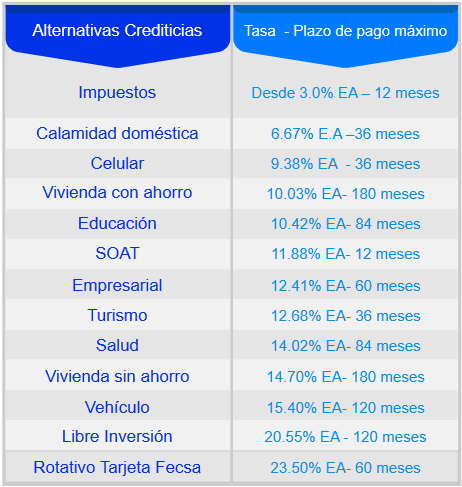 Alternativas Crediticias Tasa - Plazo de pago máximo
Impuestos Desde 3.0% EA – 12 meses
Calamidad doméstica 6.67% E.A –36 meses
Celular 9.38% EA - 36 meses
Vivienda con ahorro 10.03% EA- 180 meses
Educación 10.42% EA- 84 meses
SOAT 11.88% EA- 12 meses
Empresarial 12.41% EA- 60 meses
Turismo 12.68% EA- 36 meses
Salud 14.02% EA- 84 meses
Vivienda sin ahorro 14.70% EA- 180 meses
Vehículo 15.40% EA- 120 meses
Libre Inversión 20.55% EA - 120 meses
Rotativo Tarjeta Fecsa 23.50% EA- 60 meses